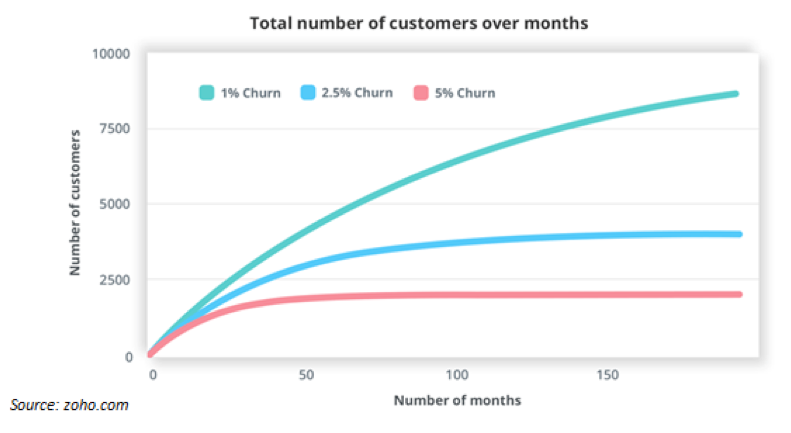 Total number of customers over months
10000
1% Churn 2.5% Churn 5% Churn
7500
Number of customers
5000
2500
0
0 50 100 150
Number of months
Source: zoho.com